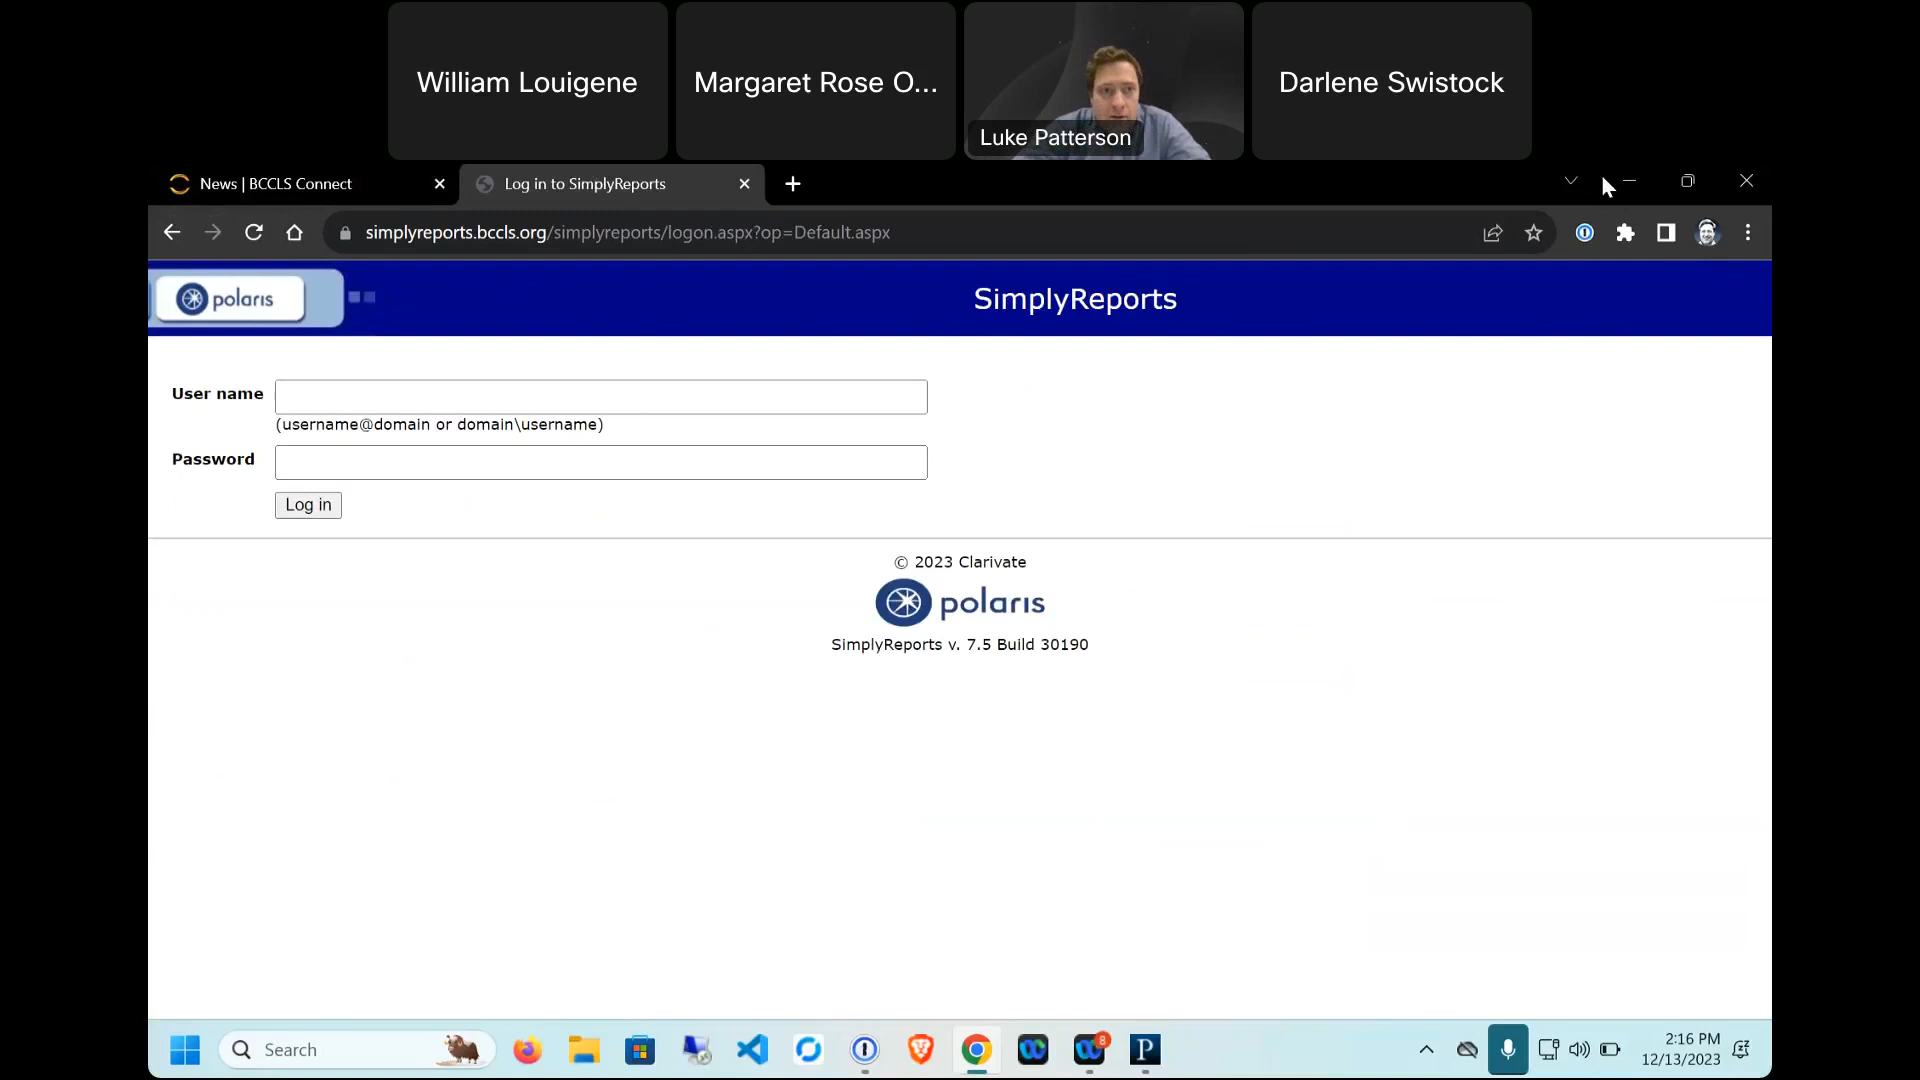 William Louigene
Margaret Rose O...
Luke Patterson
Darlene Swistock
News | BCCLS Connect
Log in to SimplyReports
simplyreports.bccls.org/simplyreports/logon.aspx?op=Default.aspx
polaris
SimplyReports
User name
(username@domain or domain\username)
Password
Log in
© 2023 Clarivate
polaris
SimplyReports v. 7.5 Build 30190
Search
8
P
2:16 PM
12/13/2023